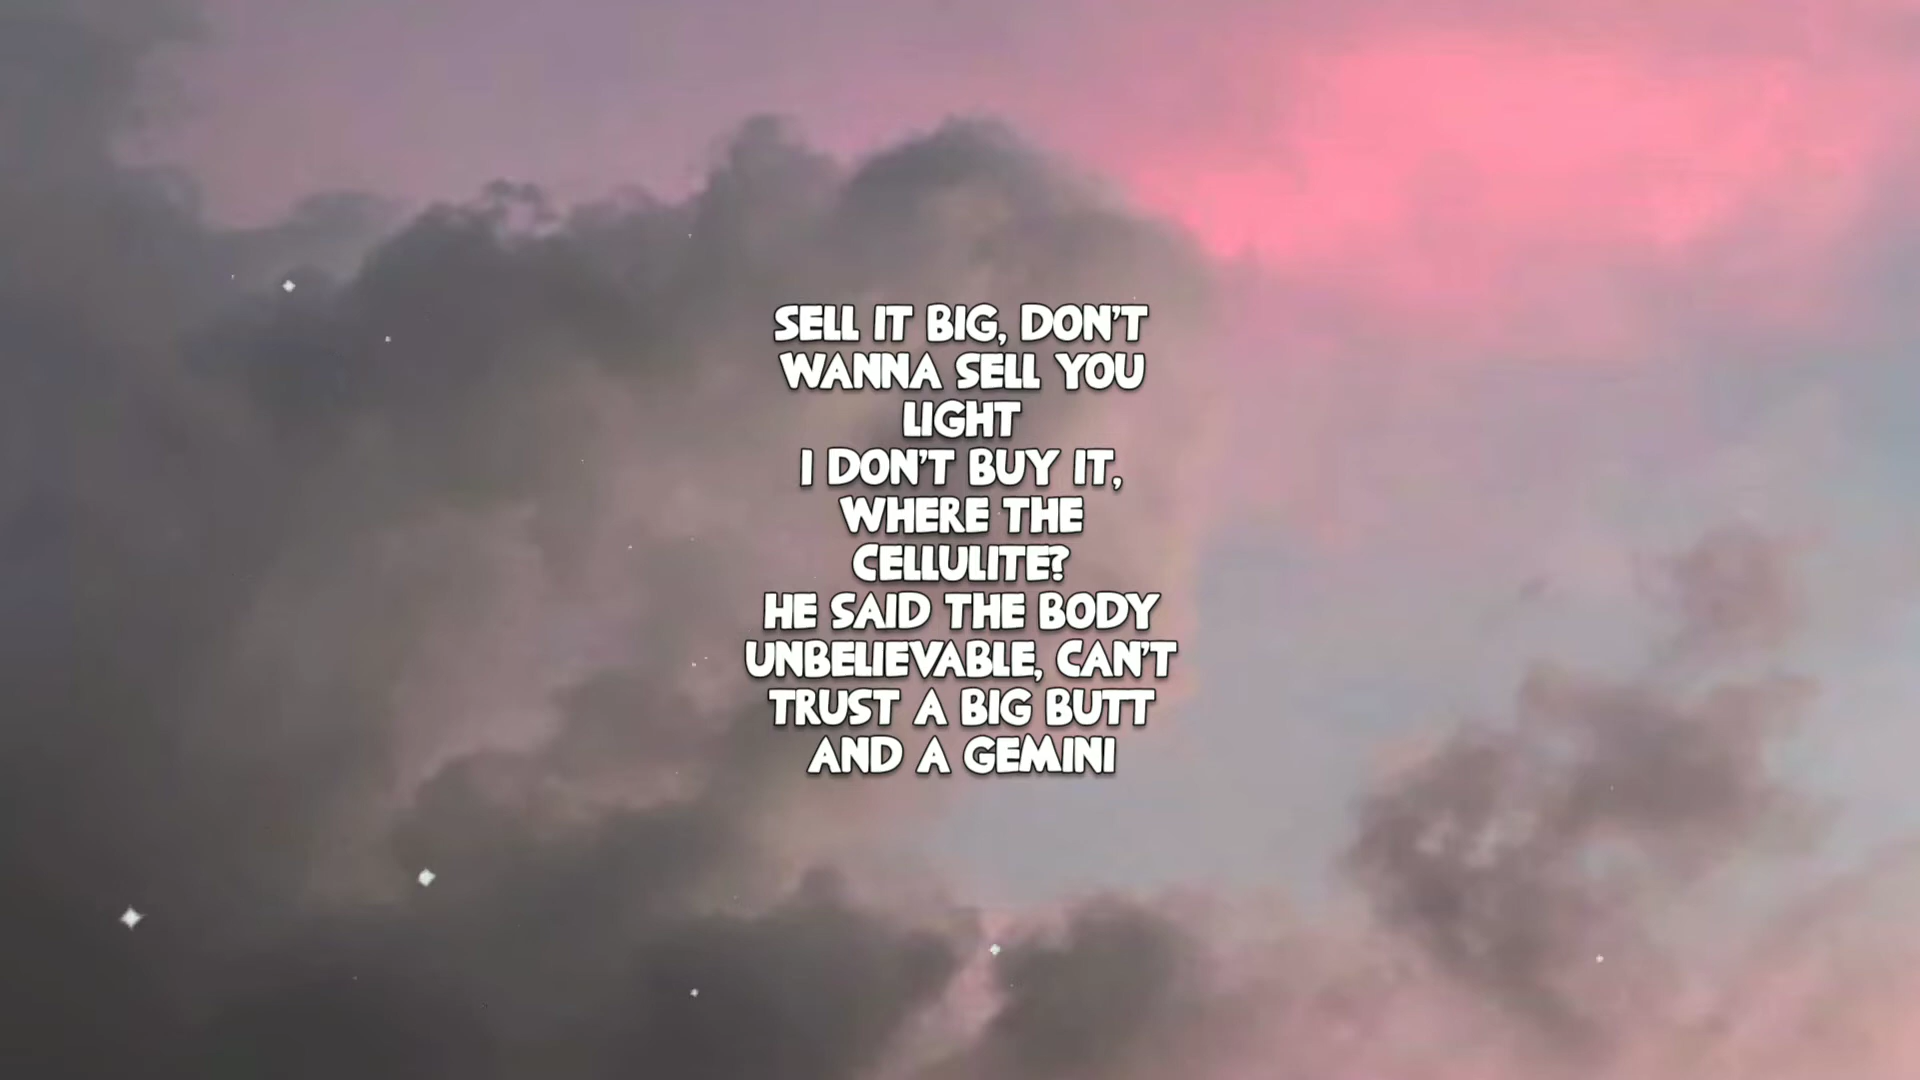 SELL IT BIG, DON'T
WANNA SELL YOU
LIGHT
I DON'T BUY IT,
WHERE THE
CELLULITE?
HE SAID THE BODY
UNBELIEVABLE, CAN'T
TRUST A BIG BUTT
AND A GEMINI